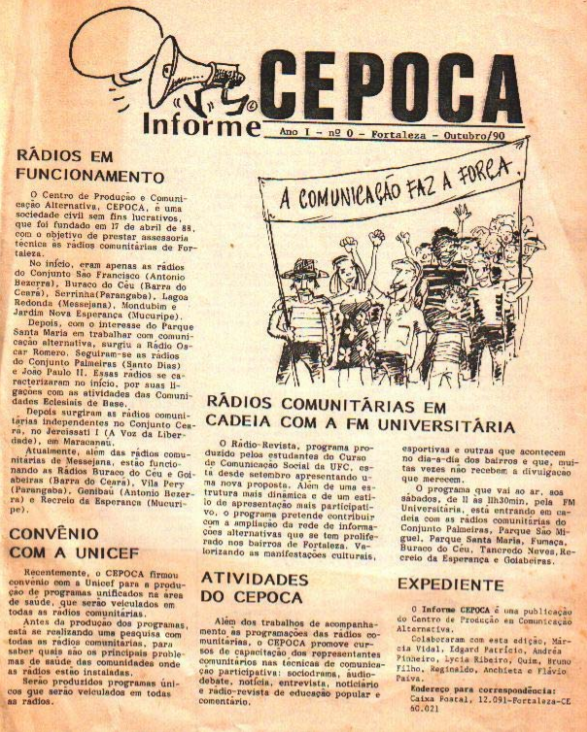 Informe CEPOCA
Ano I - nº 0 - Fortaleza - Outubro/90
RÁDIOS EM
FUNCIONAMENTO
O Centro de Produção e Comuni-
cação Alternativa, CEPOCA, é uma
sociedade civil sem fins lucrativos,
que foi fundado em 17 de abril de 88,
com o objetivo de prestar assessoria
técnica às rádios comunitárias de For-
taleza.
No início, eram apenas as rádios
do Conjunto São Francisco (Antonio
Bezerra), Buraco do Céu (Barra do
Ceará), Serrinha(Parangaba), Lagoa
Redonda (Messejana), Mondubim e
Jardim Nova Esperança (Mucuripe).
Depois, com o interesse do Parque
Santa Maria em trabalhar com comuni-
cação alternativa, surgiu a Rádio Os-
car Romero. Seguiram-se as rádios
do Conjunto Palmeiras (Santo Dias)
e João Paulo II. Essas rádios se ca-
racterizaram no início, por suas li-
gações com as atividades das Comuni-
dades Eclesiais de Base.
Depois surgiram as rádios comuni-
tárias independentes no Conjunto Cea-
rá, no Jereissati I (A Voz da Liber-
dade), em Maracanaú.
Atualmente, além das rádios comu-
nitárias de Messejana, estão funcio-
nando as Rádios Buraco do Céu e Goi-
abeiras (Barra do Ceará), Vila Pery
(Parangaba), Genibaú (Antonio Bezer-
ra) e Recreio da Esperança (Mucuri-
pe).
CONVÊNIO
COM A UNICEF
Recentemente, o CEPOCA firmou
convênio com a Unicef para a produ-
ção de programas unificados na área
de saúde, que serão veiculados em
todas as rádios comunitárias.
Antes da produção dos programas,
está se realizando uma pesquisa com
todas as rádios comunitárias, para
saber quais são os principais proble-
mas de saúde das comunidades onde
as rádios estão instaladas.
Serão produzidos programas úni-
cos que serão veiculados em todas
as rádios.
A COMUNICAÇÃO FAZ A FORÇA.
RÁDIOS COMUNITÁRIAS EM
CADEIA COM A FM UNIVERSITÁRIA
O Rádio-Revista, programa pro-
duzido pelos estudantes do Curso
de Comunicação Social da UFC, es-
tá desde setembro apresentando u-
ma nova proposta. Além de uma es-
trutura mais dinâmica e de um esti-
lo de apresentação mais participati-
vo, o programa pretende contribuir
com a ampliação da rede de informa-
ções alternativas que se tem prolife-
rado nos bairros de Fortaleza. Va-
lorizando as manifestações culturais,
esportivas e outras que acontecem
no dia-a-dia dos bairros e que, mui-
tas vezes não recebem a divulgação
que merecem.
O programa que vai ao ar, aos
sábados, de 11 às 11h30min, pela FM
Universitária, está entrando em ca-
deia com as rádios comunitárias do
Conjunto Palmeiras, Parque São Mi-
guel, Parque Santa Maria, Fumaça,
Buraco do Céu, Tancredo Neves, Re-
creio da Esperança e Goiabeiras.
ATIVIDADES
DO CEPOCA
Além dos trabalhos de acompanha-
mento as programações das rádios co-
munitárias, o CEPOCA promove cur-
sos de capacitação dos representantes
comunitários nas técnicas de comunica-
ção participativa: sociodrama, áudio-
debate, notícia, entrevista, noticiário
e rádio-revista de educação popular e
comentário.
EXPEDIENTE
O Informe CEPOCA é uma publicação
do Centro de Produção em Comunicação
Alternativa.
Colaboraram com esta edição, Már-
cia Vidal, Edgard Patrício, Andréa
Pinheiro, Lycia Ribeiro, Quim, Bruno
Filho, Reginaldo, Anchieta e Flávio
Paiva.
Endereço para correspondência:
Caixa Postal, 12.091-Fortaleza-CE
60.021